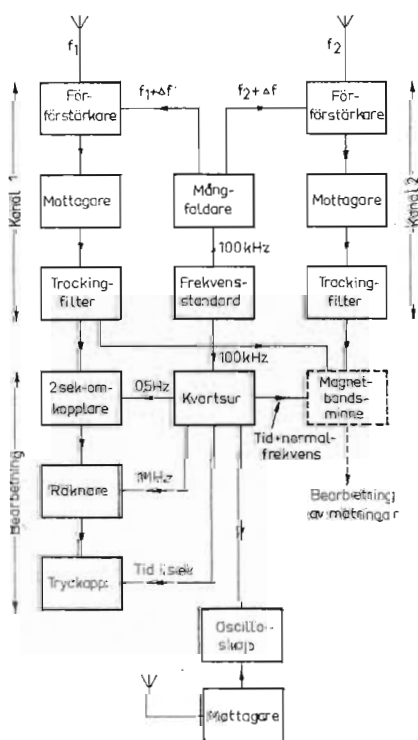 f1
f2
För-
förstärkare
f1+Δf
f2+Δf
För-
förstärkare
Kanal 1
Kanal 2
Mottagare
Mång-
faldare
Mottagare
100kHz
Tracking-
filter
Frekvens-
standard
Tracking-
filter
100kHz
2sek-om-
kopplare
0,5Hz
Kvartsur
Magnet-
bands-
minne
Tid+normal-
frekvens
Bearbetning
Räknare
1MHz
Bearbetning
av mätningar
Tryckapp.
Tid i sek
Oscillo-
skop
Mottagare